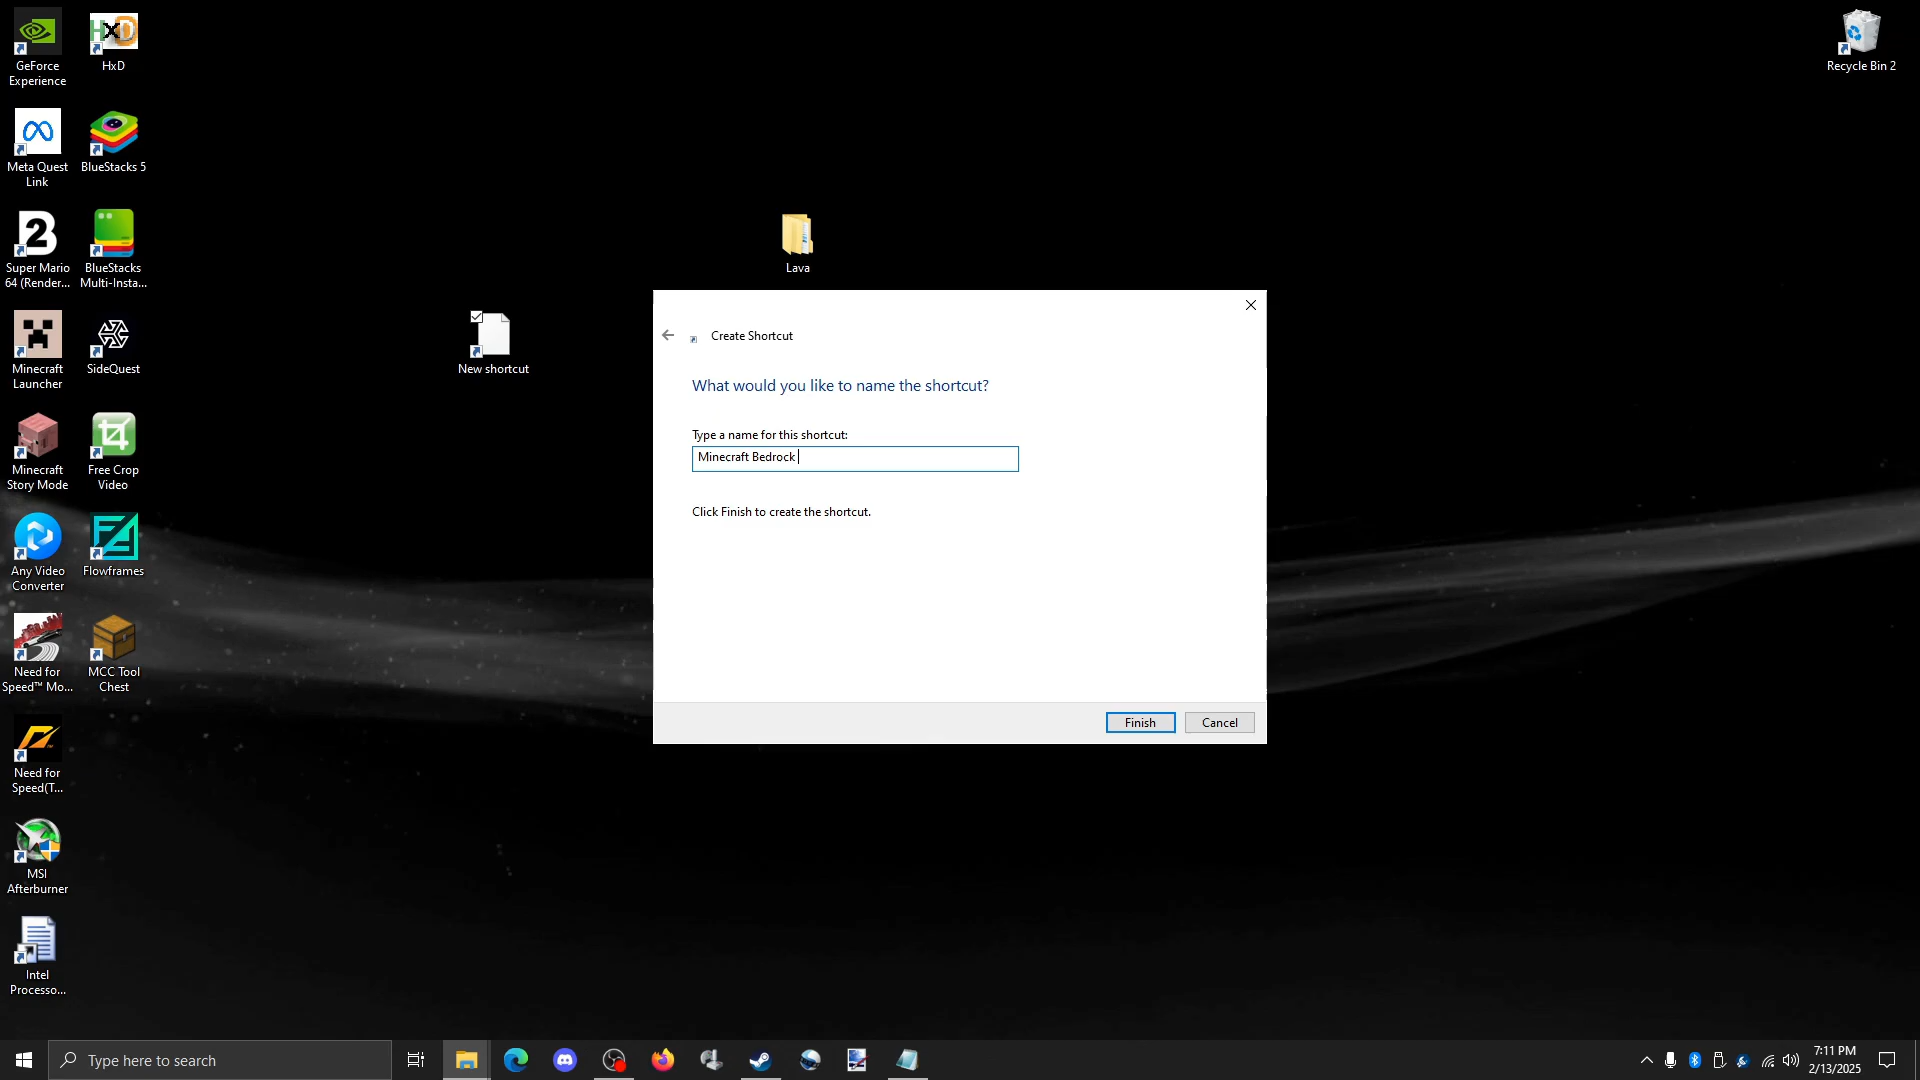 GeForce
Experience
HxD
HxD
Recycle Bin 2
Meta Quest
Link
BlueStacks 5
2
Super Mario
64 (Render...
BlueStacks
Multi-Insta...
Lava
Minecraft
Launcher
SideQuest
New shortcut
Create Shortcut
What would you like to name the shortcut?
Type a name for this shortcut:
Minecraft Bedrock
Click Finish to create the shortcut.
Finish
Cancel
Minecraft
Story Mode
Free Crop
Video
Any Video
Converter
Flowframes
Need for
Speed™ Mo...
MCC Tool
Chest
Need for
Speed(T...
MSI
Afterburner
Intel
Processo...
Type here to search
7:11 PM
2/13/2025